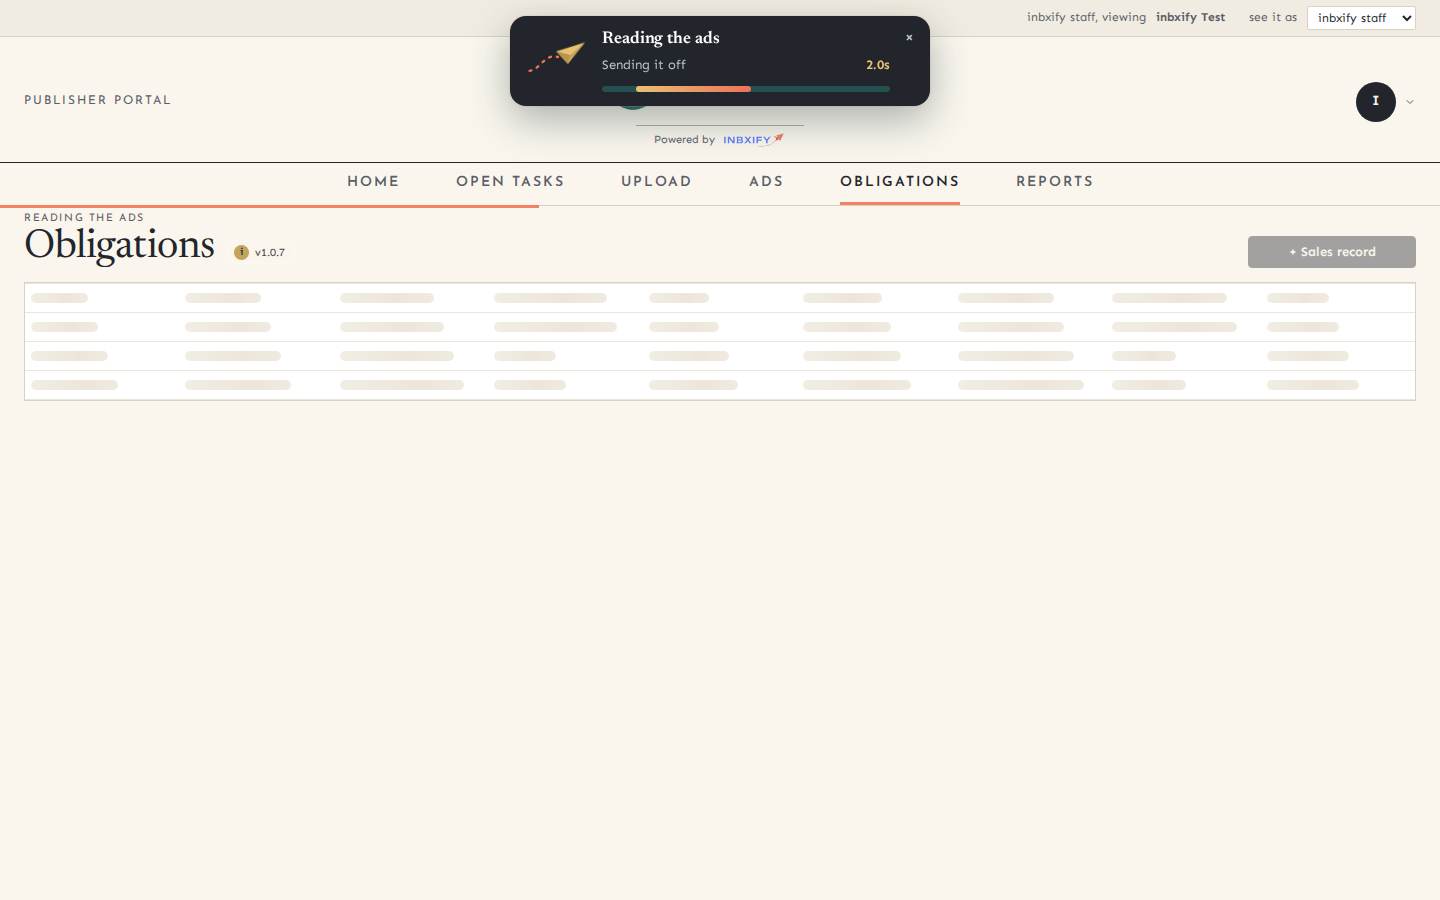 inbxify staff, viewing inbxify Test see it as inbxify staff
Reading the ads ×
Sending it off 2.0s
PUBLISHER PORTAL
I
Powered by INBXIFY
HOME OPEN TASKS UPLOAD ADS OBLIGATIONS REPORTS
READING THE ADS
Obligations i v1.0.7
+ Sales record